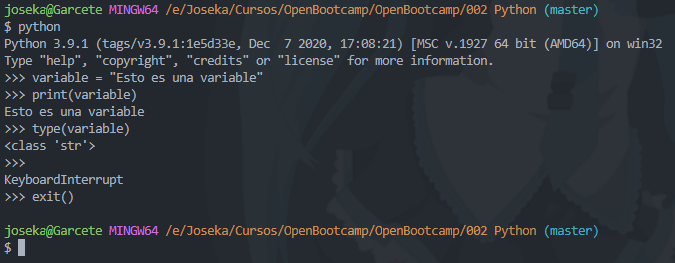 joseka@Garcete MINGW64 /e/Joseka/Cursos/OpenBootcamp/OpenBootcamp/002 Python (master)
$ python
Python 3.9.1 (tags/v3.9.1:1e5d33e, Dec  7 2020, 17:08:21) [MSC v.1927 64 bit (AMD64)] on win32
Type "help", "copyright", "credits" or "license" for more information.
>>> variable = "Esto es una variable"
>>> print(variable)
Esto es una variable
>>> type(variable)
<class 'str'>
>>>
KeyboardInterrupt
>>> exit()
joseka@Garcete MINGW64 /e/Joseka/Cursos/OpenBootcamp/OpenBootcamp/002 Python (master)
$